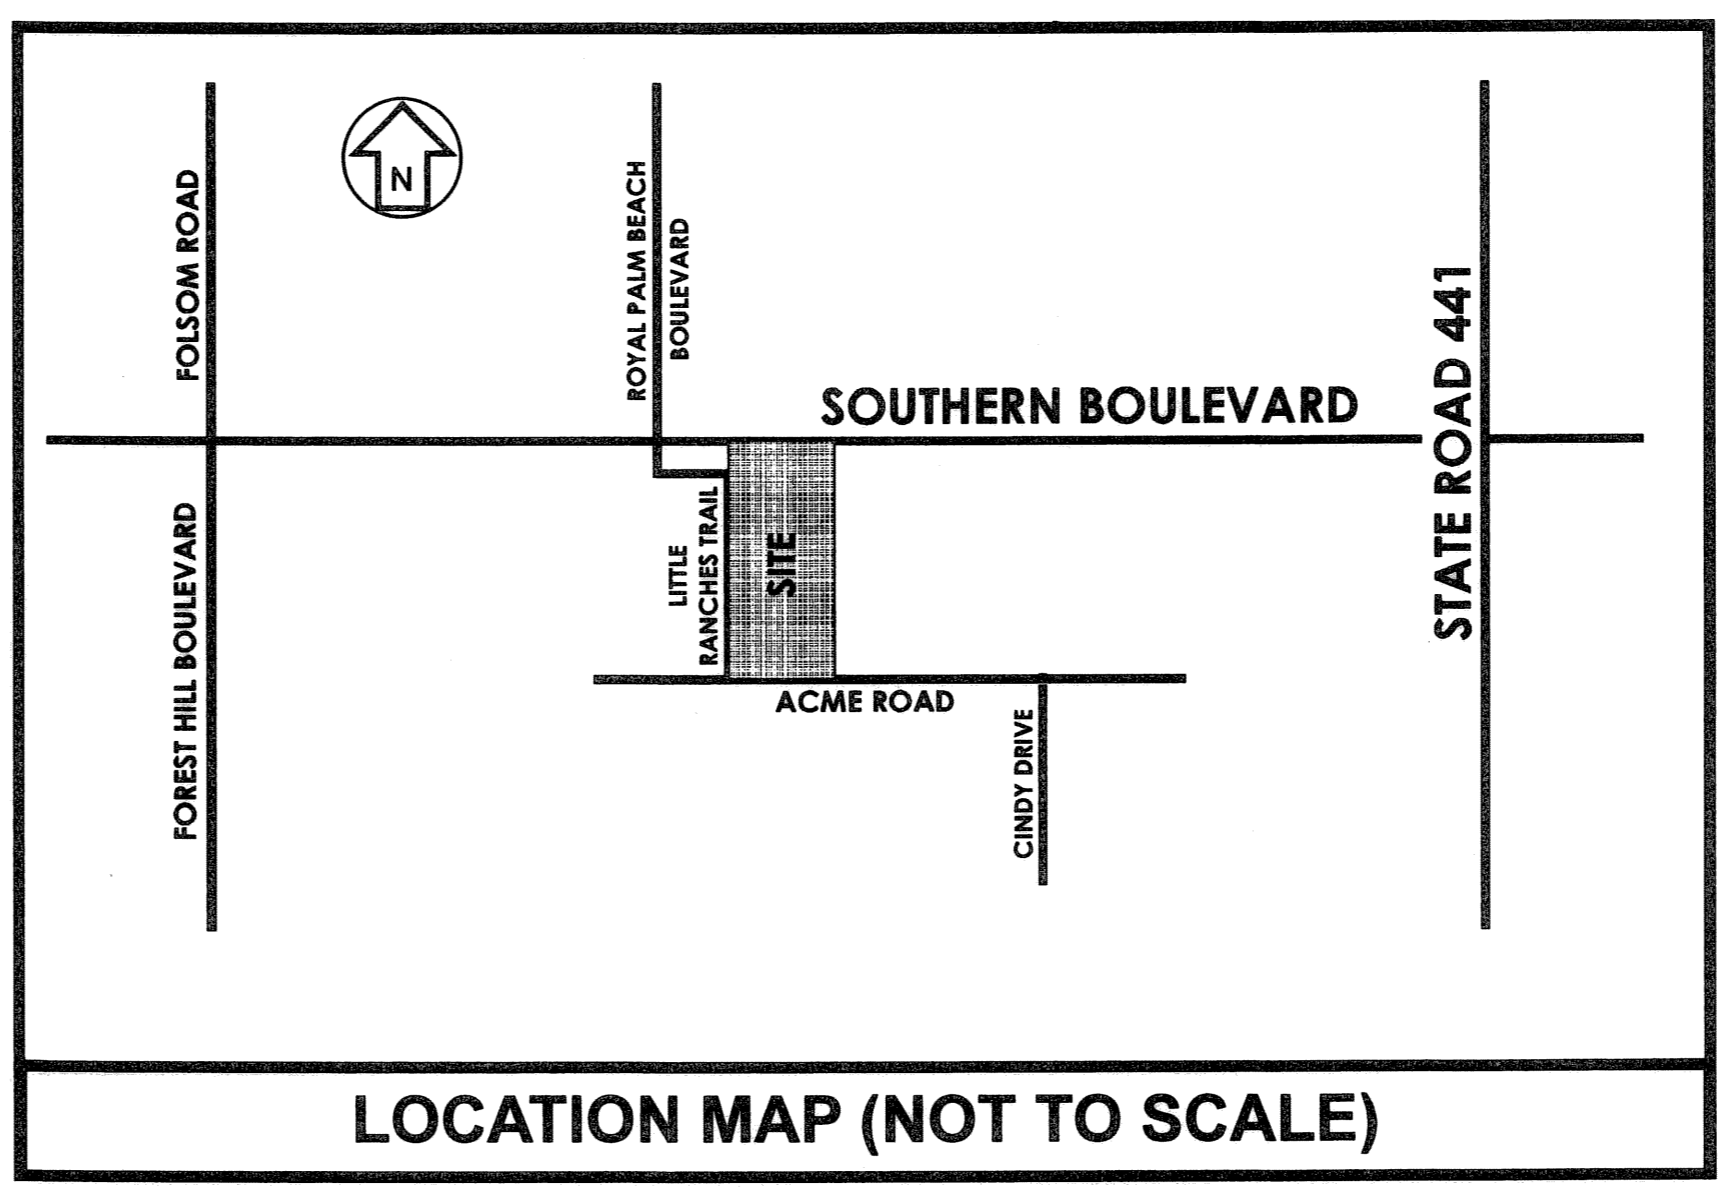 N
FOLSOM ROAD
ROYAL PALM BEACH
BOULEVARD
SOUTHERN BOULEVARD
STATE ROAD 441
FOREST HILL BOULEVARD
LITTLE
RANCHES TRAIL
SITE
ACME ROAD
CINDY DRIVE
LOCATION MAP (NOT TO SCALE)